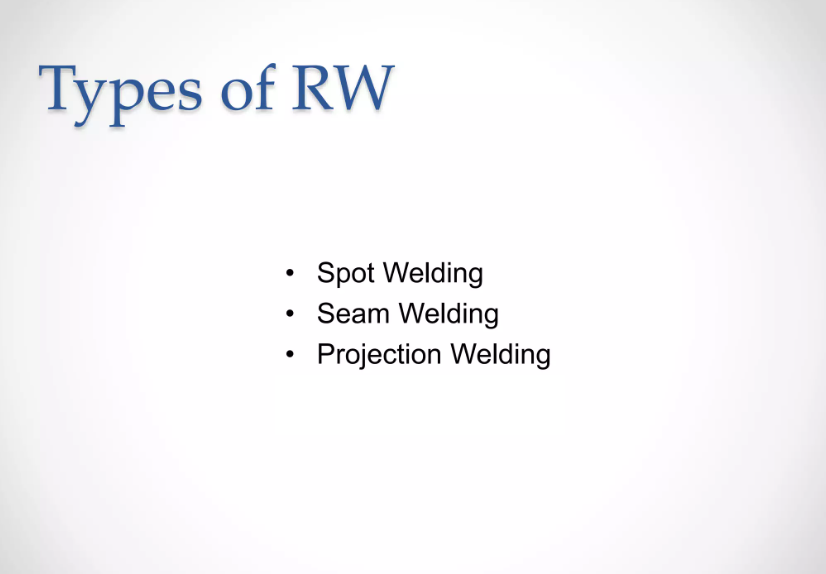 Types of RW
• Spot Welding
• Seam Welding
• Projection Welding